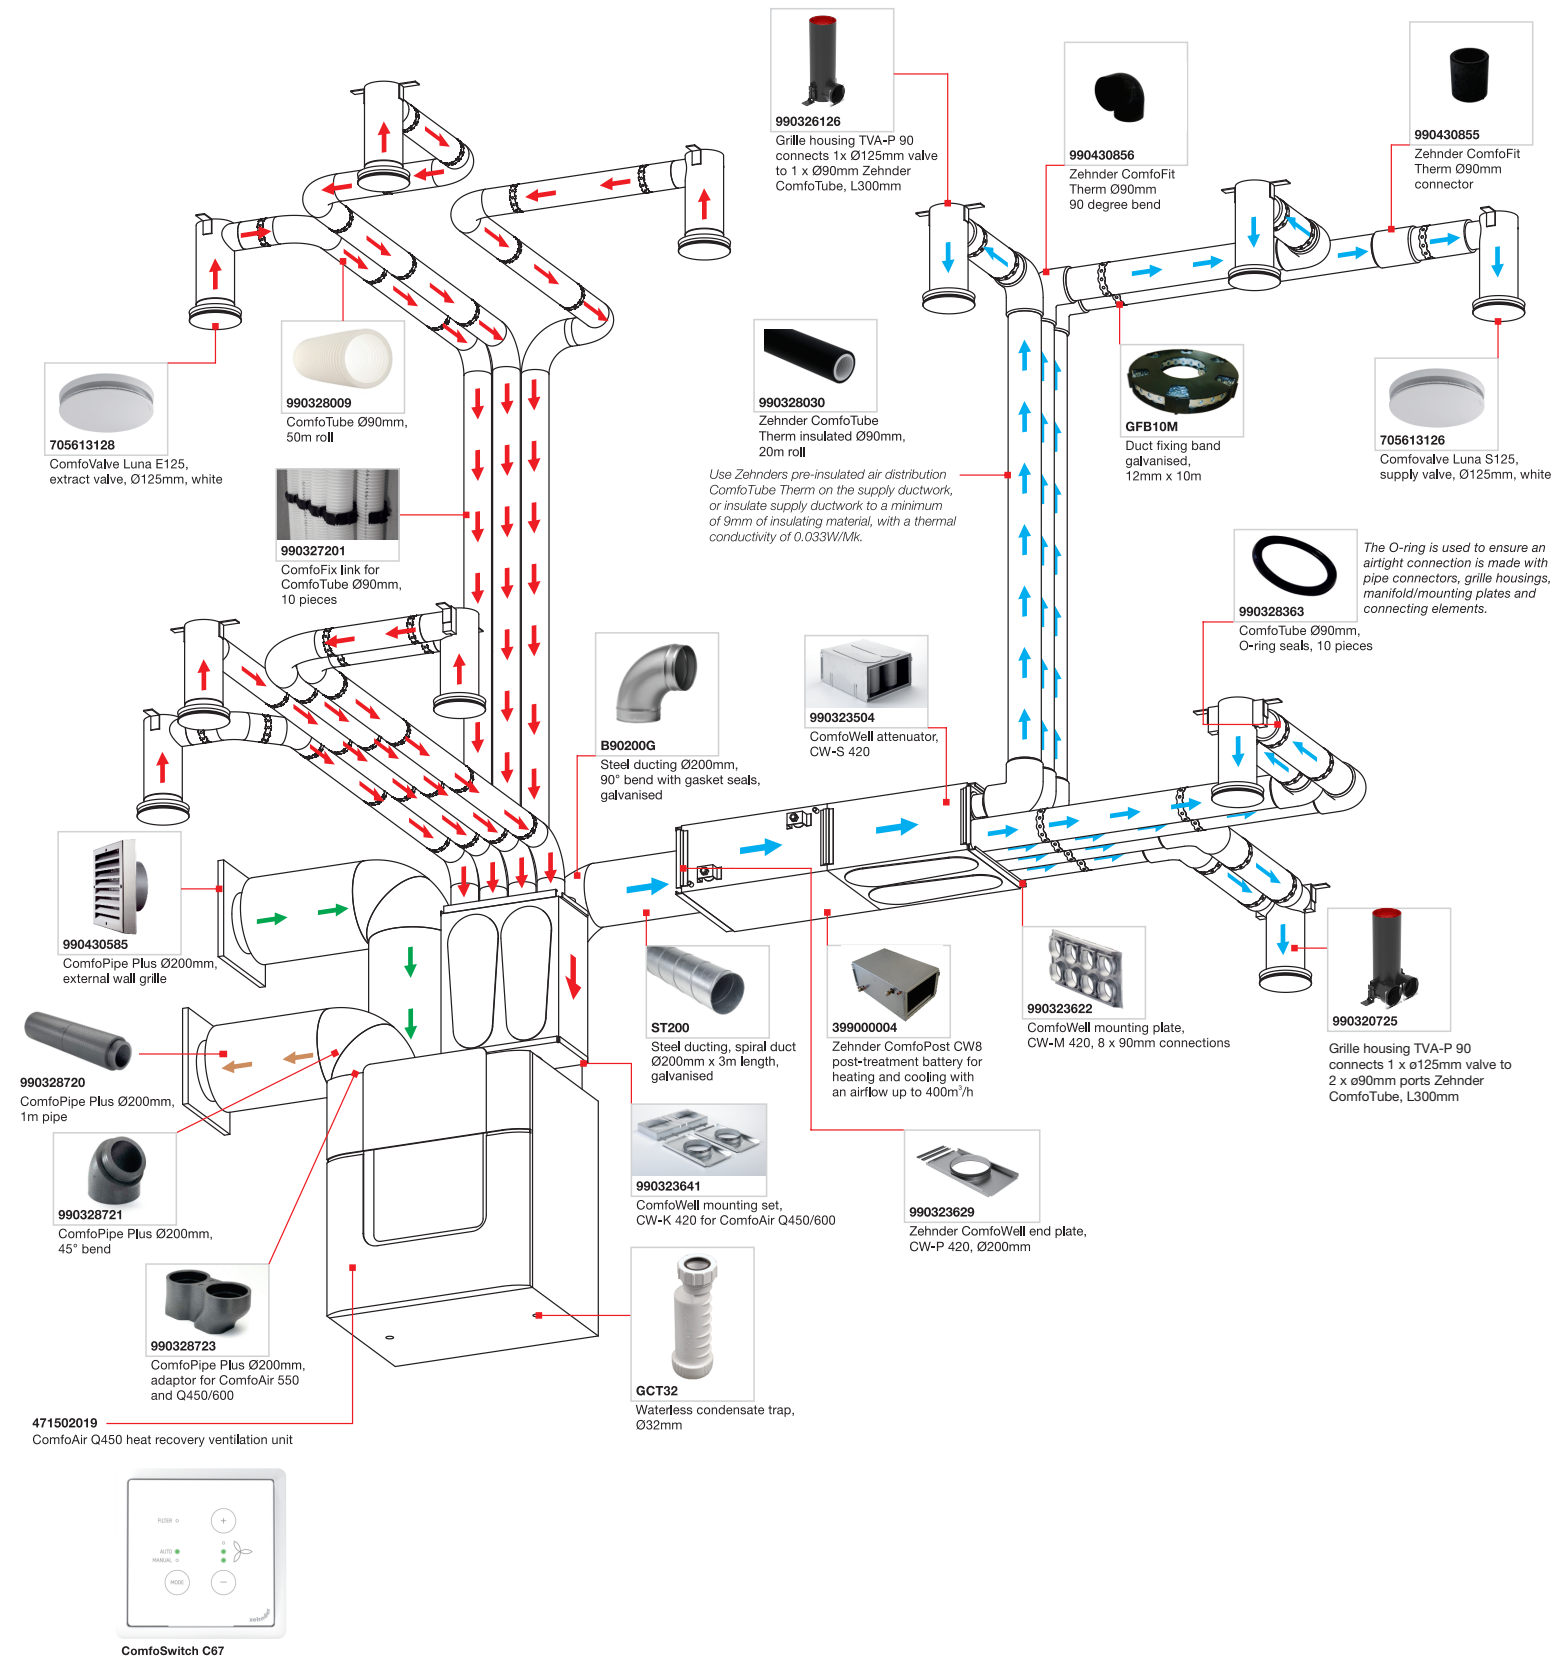 990326126
Grille housing TVA-P 90
connects 1x Ø125mm valve
to 1 x Ø90mm Zehnder
ComfoTube, L300mm
990430856
Zehnder ComfoFit
Therm Ø90mm
90 degree bend
990430855
Zehnder ComfoFit
Therm Ø90mm
connector
705613128
ComfoValve Luna E125,
extract valve, Ø125mm, white
990328009
ComfoTube Ø90mm,
50m roll
990328030
Zehnder ComfoTube
Therm insulated Ø90mm,
20m roll
Use Zehnders pre-insulated air distribution
ComfoTube Therm on the supply ductwork,
or insulate supply ductwork to a minimum
of 9mm of insulating material, with a thermal
conductivity of 0.033W/Mk.
GFB10M
Duct fixing band
galvanised,
12mm x 10m
705613126
Comfovalve Luna S125,
supply valve, Ø125mm, white
990327201
ComfoFix link for
ComfoTube Ø90mm,
10 pieces
990328363
ComfoTube Ø90mm,
O-ring seals, 10 pieces
The O-ring is used to ensure an
airtight connection is made with
pipe connectors, grille housings,
manifold/mounting plates and
connecting elements.
B90200G
Steel ducting Ø200mm,
90° bend with gasket seals,
galvanised
990323504
ComfoWell attenuator,
CW-S 420
990430585
ComfoPipe Plus Ø200mm,
external wall grille
ST200
Steel ducting, spiral duct
Ø200mm x 3m length,
galvanised
399000004
Zehnder ComfoPost CW8
post-treatment battery for
heating and cooling with
an airflow up to 400m³/h
990323622
ComfoWell mounting plate,
CW-M 420, 8 x 90mm connections
990320725
Grille housing TVA-P 90
connects 1 x ø125mm valve to
2 x ø90mm ports Zehnder
ComfoTube, L300mm
990328720
ComfoPipe Plus Ø200mm,
1m pipe
990328721
ComfoPipe Plus Ø200mm,
45° bend
990323641
ComfoWell mounting set,
CW-K 420 for ComfoAir Q450/600
990323629
Zehnder ComfoWell end plate,
CW-P 420, Ø200mm
990328723
ComfoPipe Plus Ø200mm,
adaptor for ComfoAir 550
and Q450/600
GCT32
Waterless condensate trap,
Ø32mm
471502019
ComfoAir Q450 heat recovery ventilation unit
FILTER
+
AUTO
MANUAL
MODE
−
zehnder
ComfoSwitch C67